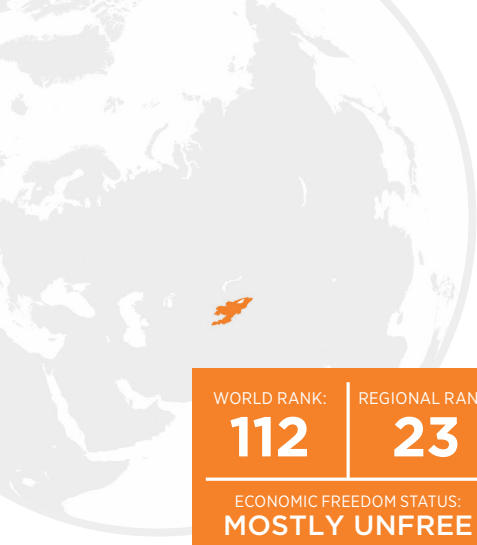 WORLD RANK:
112
REGIONAL RAN
23
ECONOMIC FREEDOM STATUS:
MOSTLY UNFREE